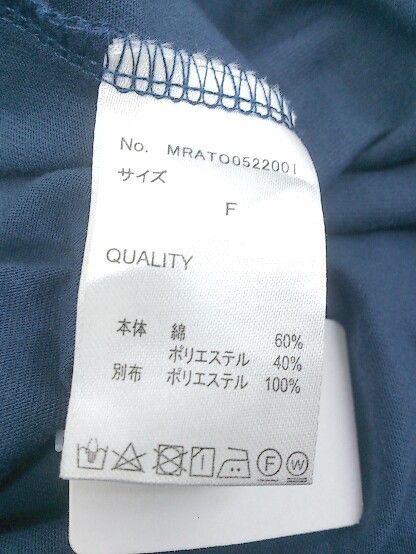 No. MRATO0522001
サイズ
F
QUALITY
本体 綿 60%
ポリエステル 40%
別布 ポリエステル 100%
F W